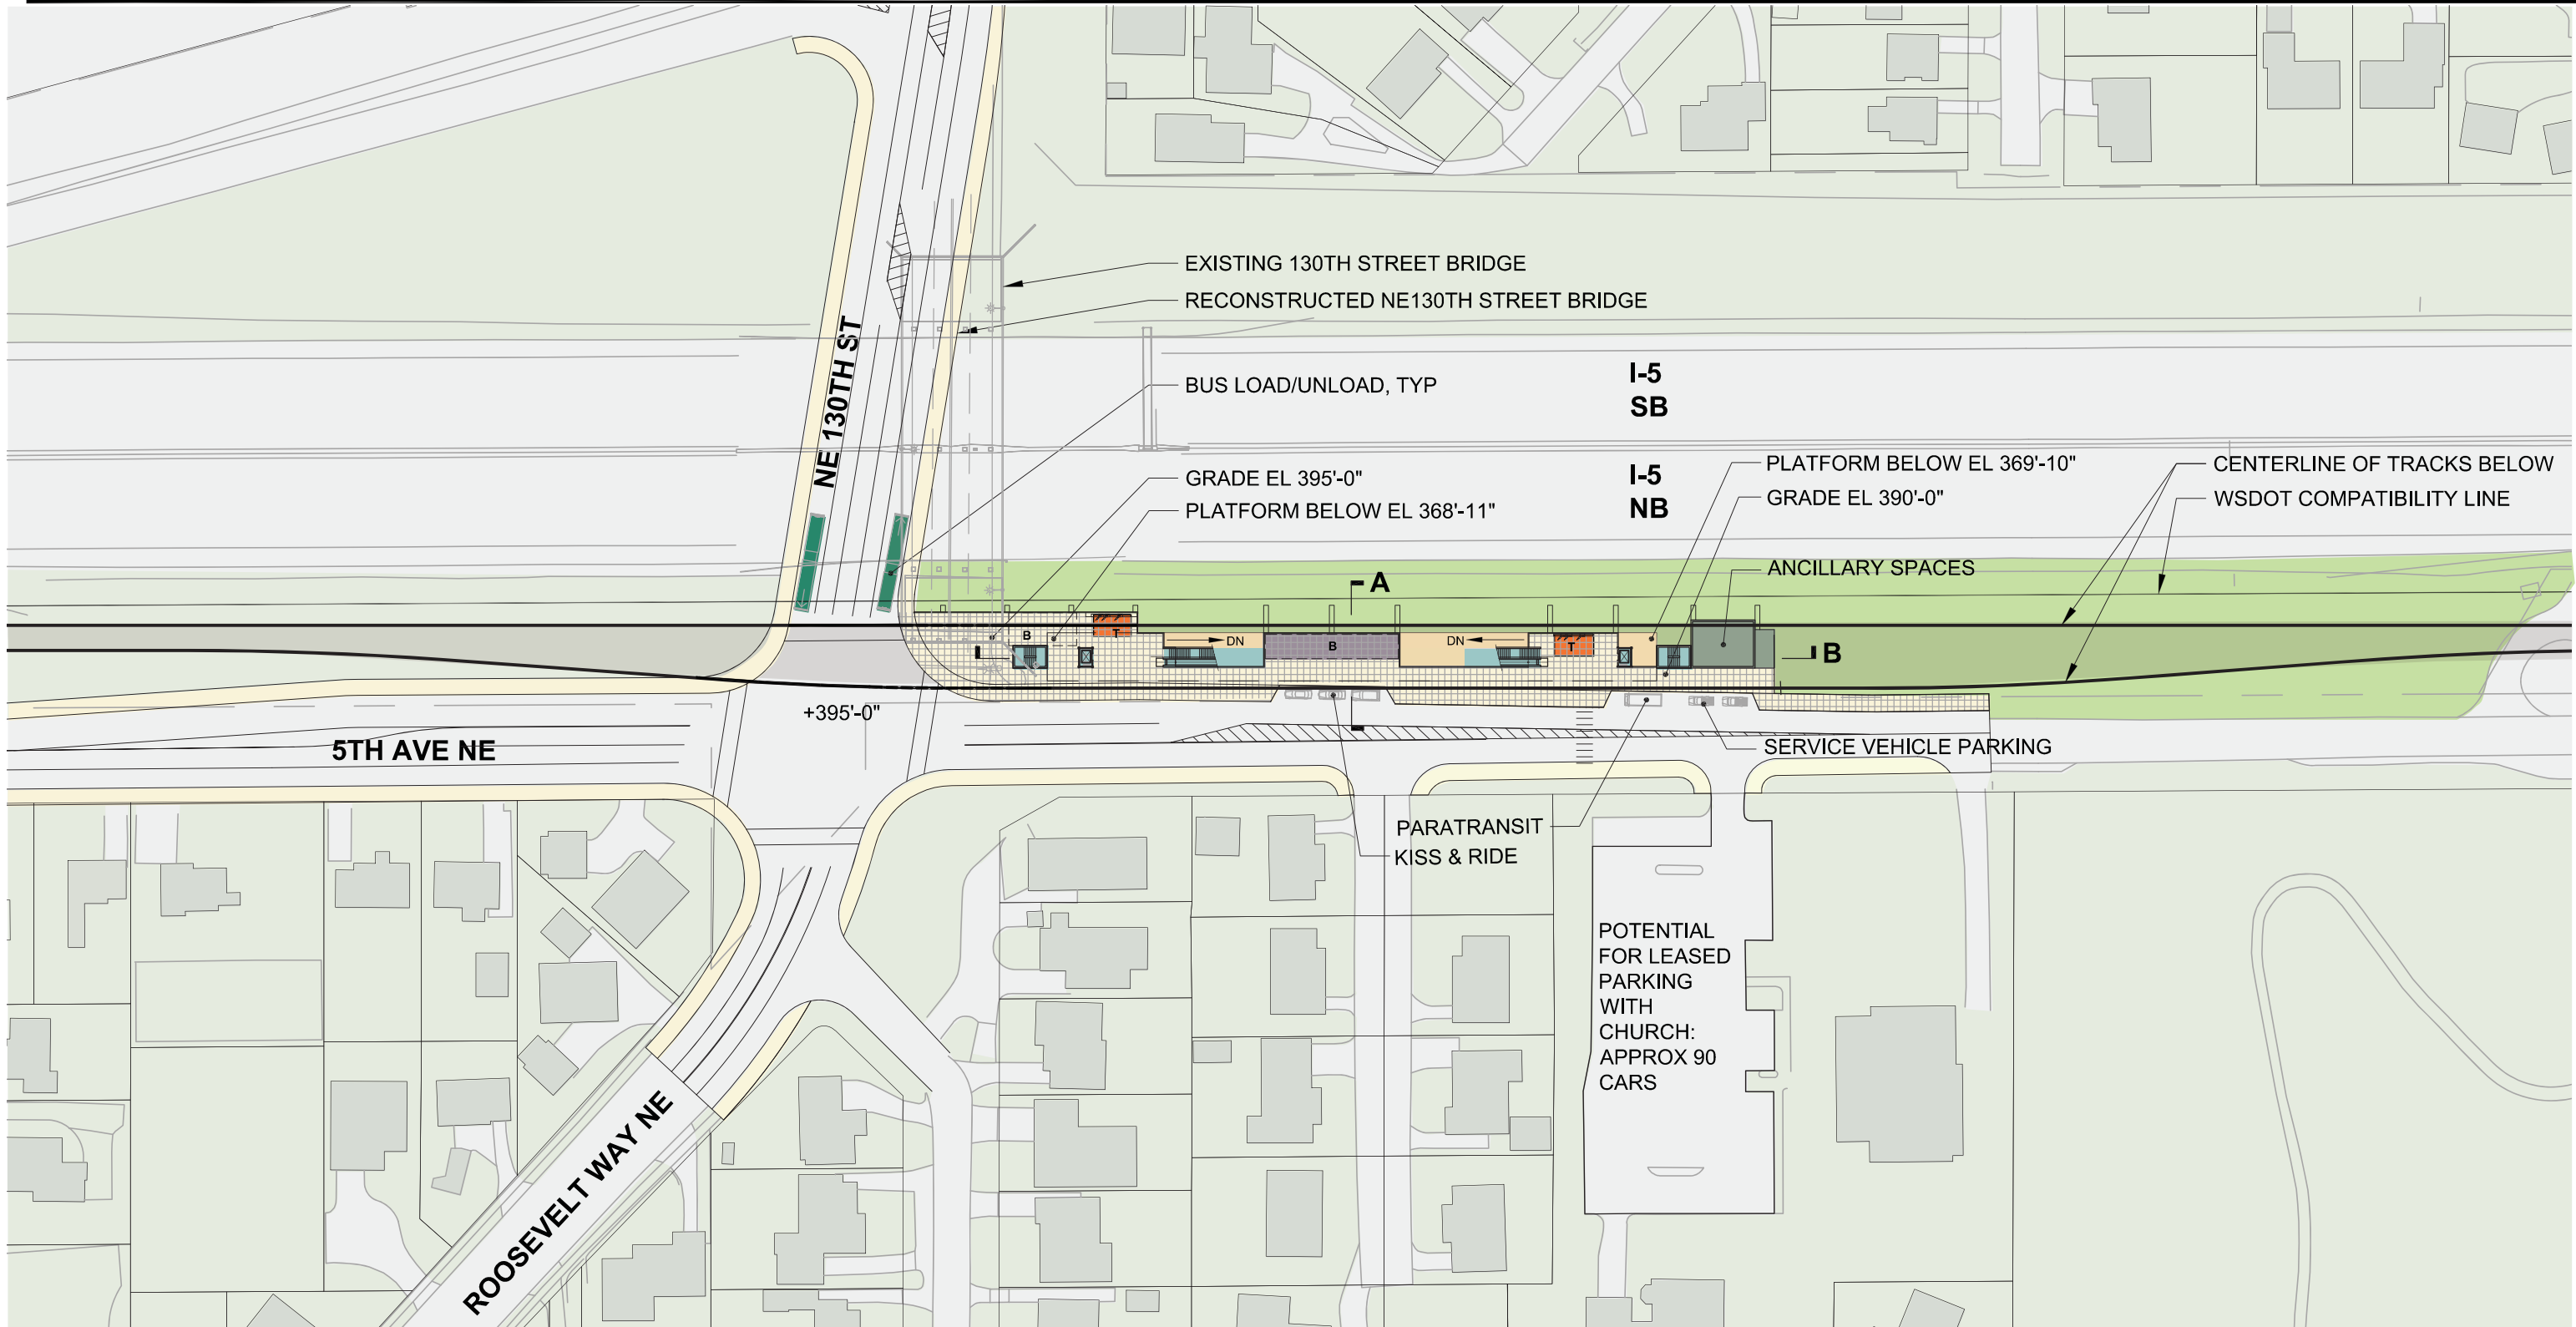 EXISTING 130TH STREET BRIDGE
RECONSTRUCTED NE130TH STREET BRIDGE
NE 130TH ST
BUS LOAD/UNLOAD, TYP
I-5
SB
GRADE EL 395'-0"
PLATFORM BELOW EL 368'-11"
I-5
NB
PLATFORM BELOW EL 369'-10"
GRADE EL 390'-0"
CENTERLINE OF TRACKS BELOW
WSDOT COMPATIBILITY LINE
ANCILLARY SPACES
A
T
B
DN
B
DN
T
B
+395'-0"
5TH AVE NE
SERVICE VEHICLE PARKING
PARATRANSIT
KISS & RIDE
POTENTIAL
FOR LEASED
PARKING
WITH
CHURCH:
APPROX 90
CARS
ROOSEVELT WAY NE